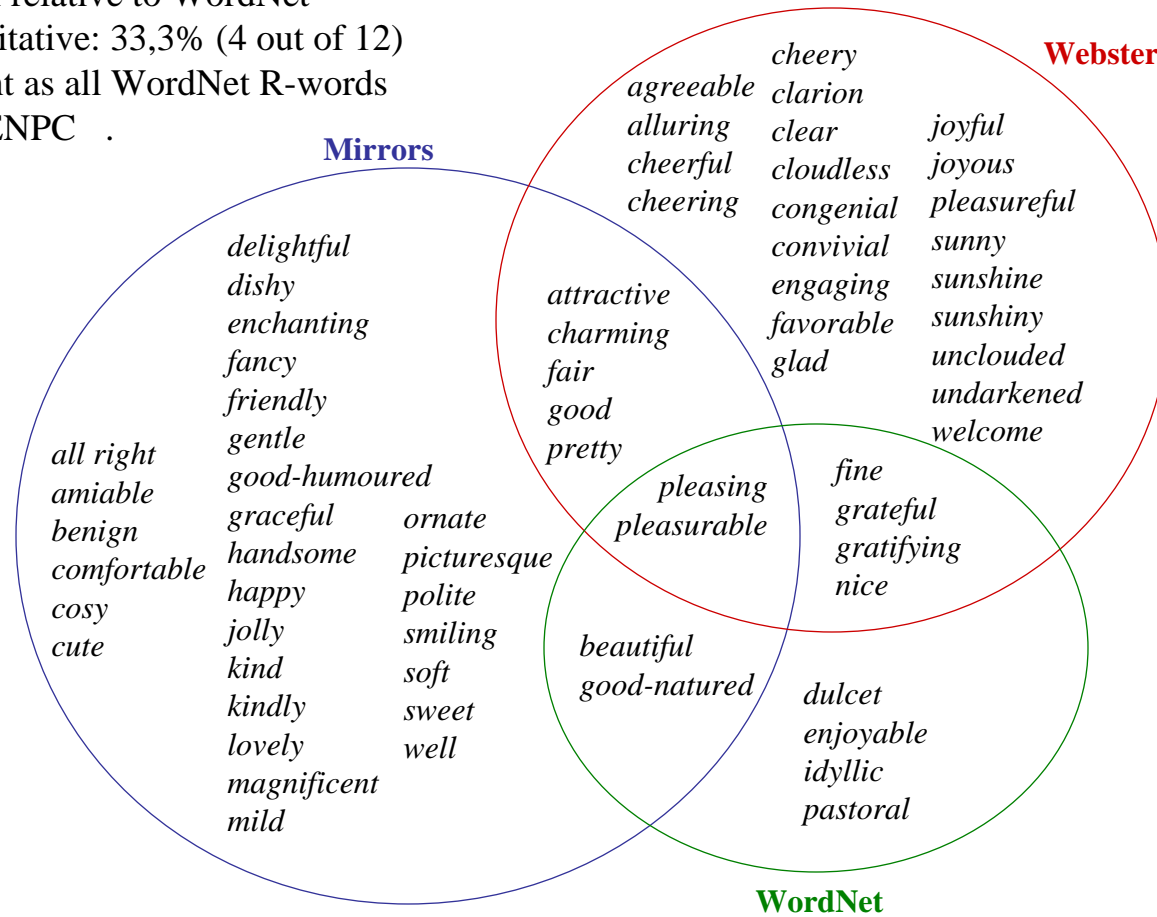 relative to WordNet
itative: 33,3% (4 out of 12)
as all WordNet R-words
ENPC .
Mirrors
Webster
agreeable
alluring
cheerful
cheering
cheery
clarion
clear
cloudless
congenial
convivial
engaging
favorable
glad
joyful
joyous
pleasureful
sunny
sunshine
sunshiny
unclouded
undarkened
welcome
attractive
charming
fair
good
pretty
all right
amiable
benign
comfortable
cosy
cute
delightful
dishy
enchanting
fancy
friendly
gentle
good-humoured
graceful
handsome
happy
jolly
kind
kindly
lovely
magnificent
mild
ornate
picturesque
polite
smiling
soft
sweet
well
pleasing
pleasurable
fine
grateful
gratifying
nice
beautiful
good-natured
dulcet
enjoyable
idyllic
pastoral
WordNet